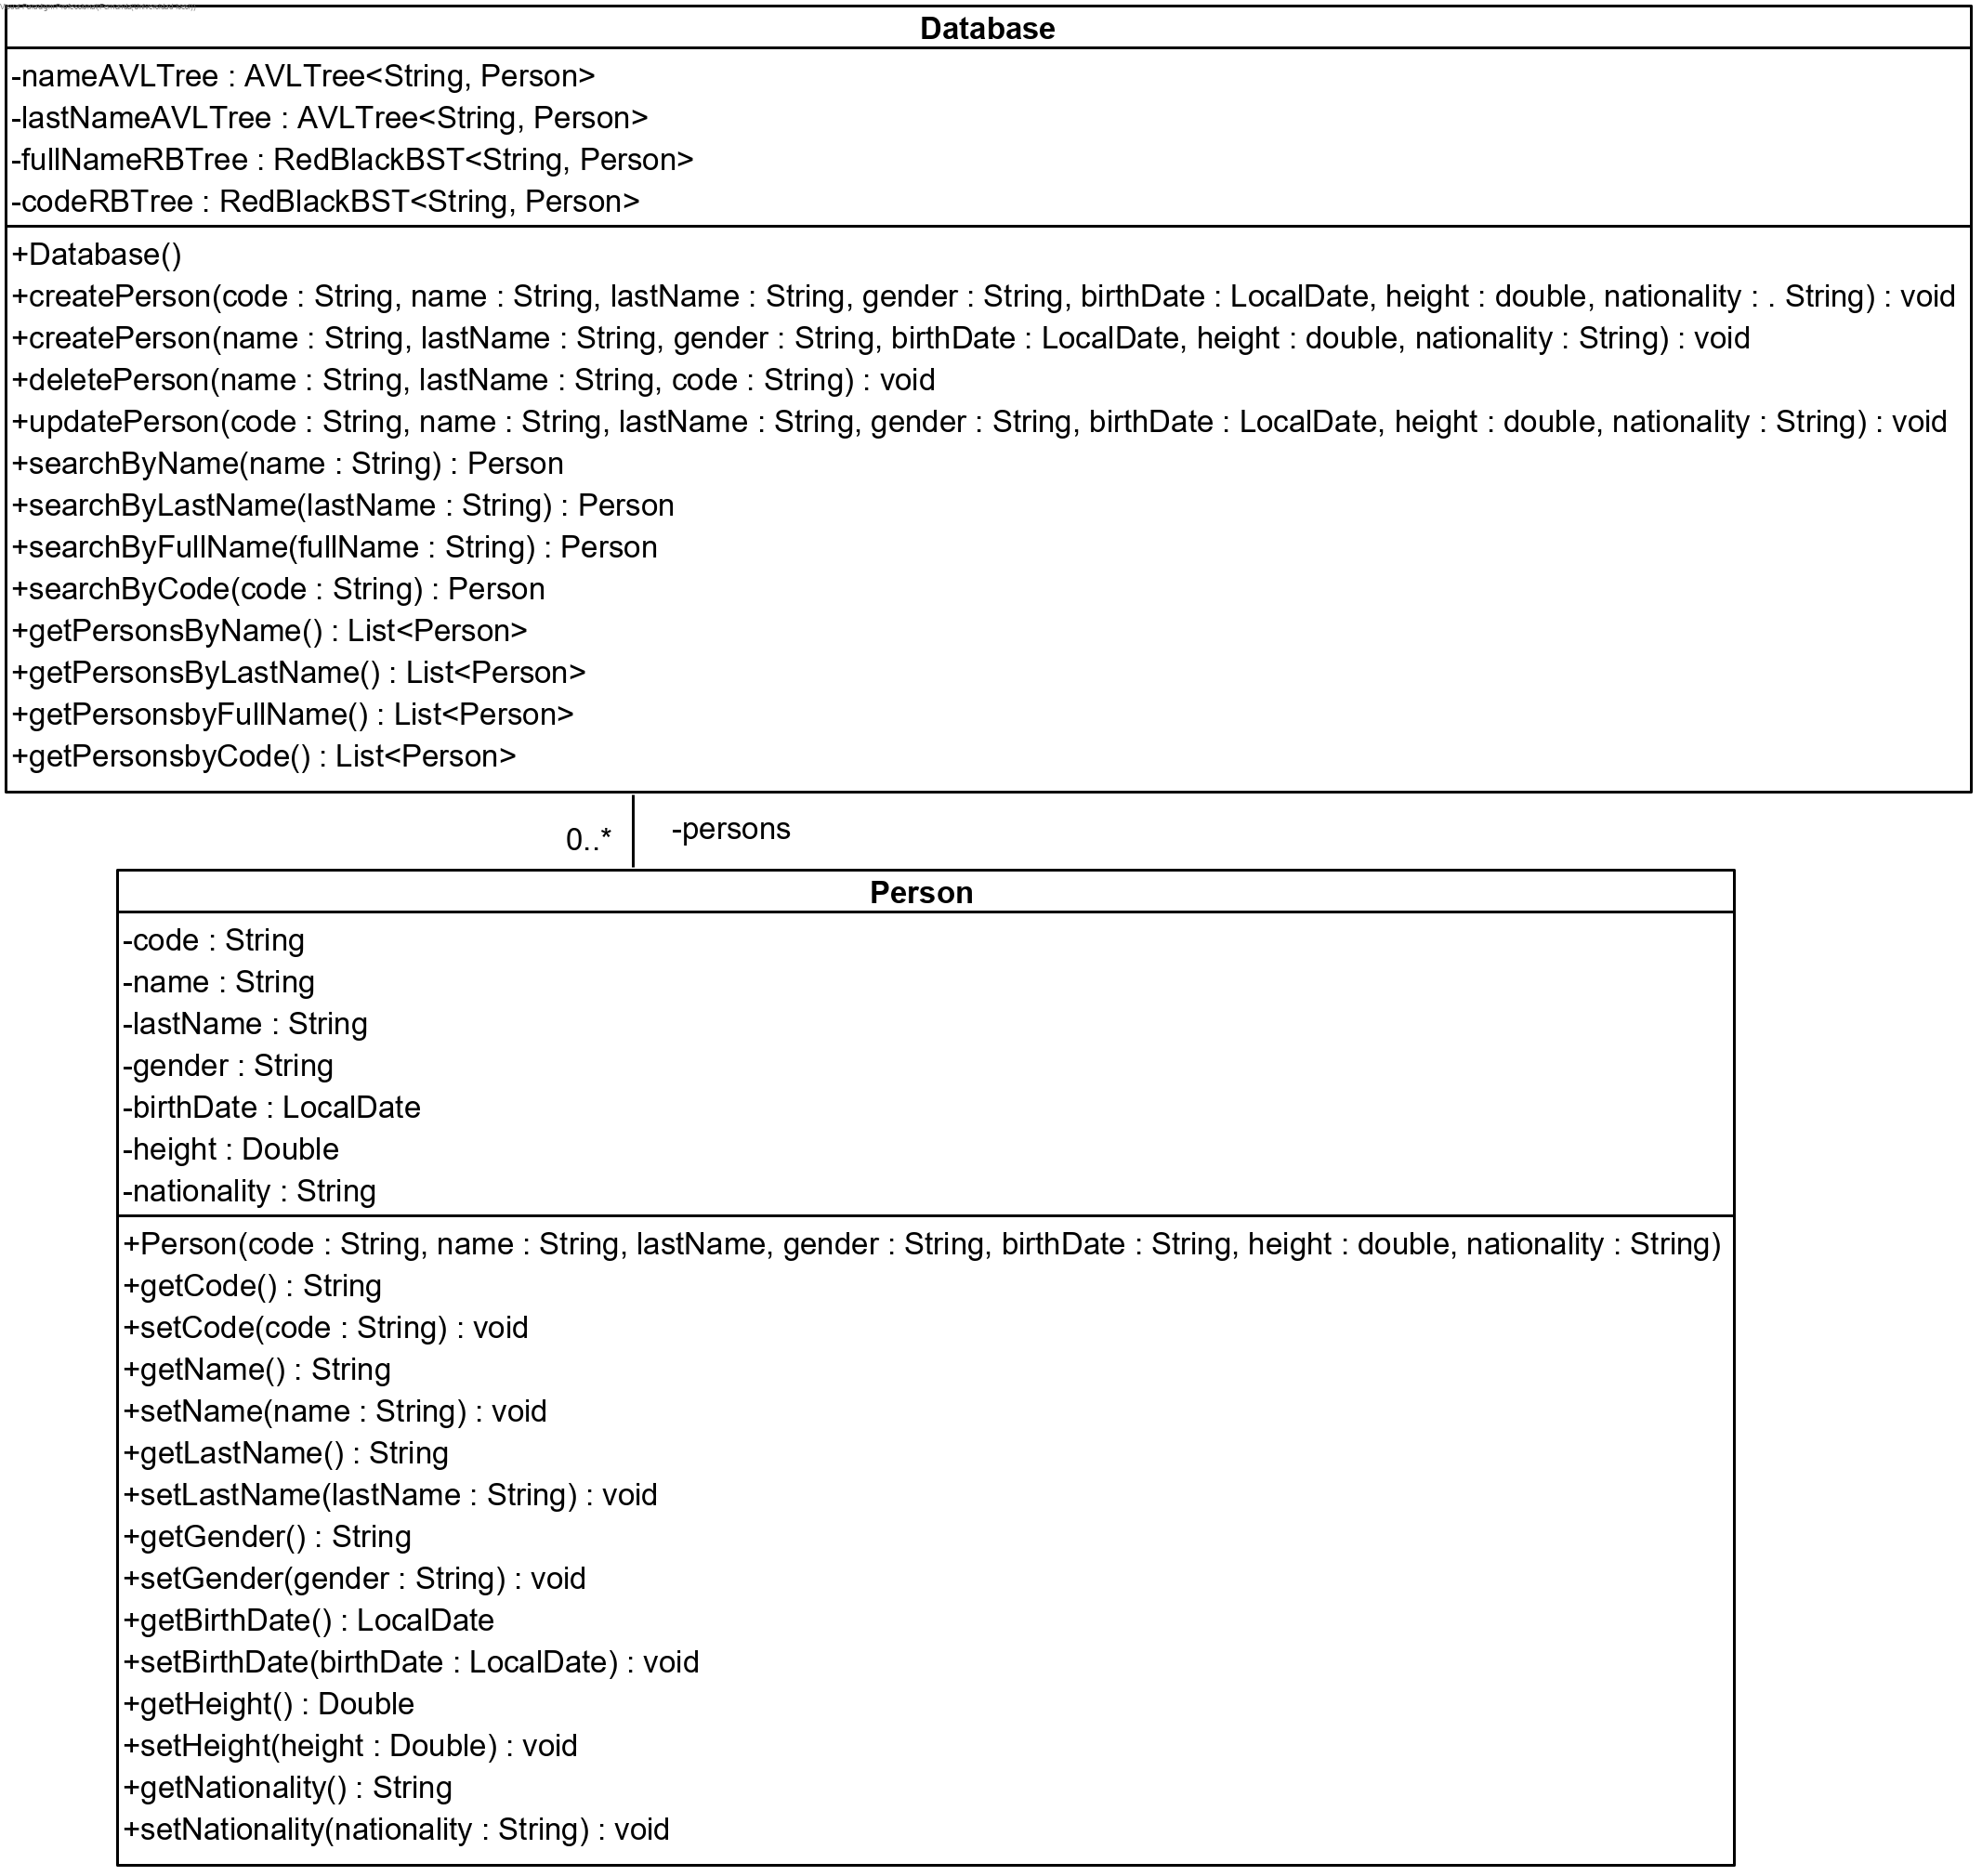 Database
-nameAVLTree : AVLTree<String, Person>
-lastNameAVLTree : AVLTree<String, Person>
-fullNameRBTree : RedBlackBST<String, Person>
-codeRBTree : RedBlackBST<String, Person>
+Database()
+createPerson(code : String, name : String, lastName : String, gender : String, birthDate : LocalDate, height : double, nationality : . String) : void
+createPerson(name : String, lastName : String, gender : String, birthDate : LocalDate, height : double, nationality : String) : void
+deletePerson(name : String, lastName : String, code : String) : void
+updatePerson(code : String, name : String, lastName : String, gender : String, birthDate : LocalDate, height : double, nationality : String) : void
+searchByName(name : String) : Person
+searchByLastName(lastName : String) : Person
+searchByFullName(fullName : String) : Person
+searchByCode(code : String) : Person
+getPersonsByName() : List<Person>
+getPersonsByLastName() : List<Person>
+getPersonsbyFullName() : List<Person>
+getPersonsbyCode() : List<Person>
0..* -persons
Person
-code : String
-name : String
-lastName : String
-gender : String
-birthDate : LocalDate
-height : Double
-nationality : String
+Person(code : String, name : String, lastName, gender : String, birthDate : String, height : double, nationality : String)
+getCode() : String
+setCode(code : String) : void
+getName() : String
+setName(name : String) : void
+getLastName() : String
+setLastName(lastName : String) : void
+getGender() : String
+setGender(gender : String) : void
+getBirthDate() : LocalDate
+setBirthDate(birthDate : LocalDate) : void
+getHeight() : Double
+setHeight(height : Double) : void
+getNationality() : String
+setNationality(nationality : String) : void